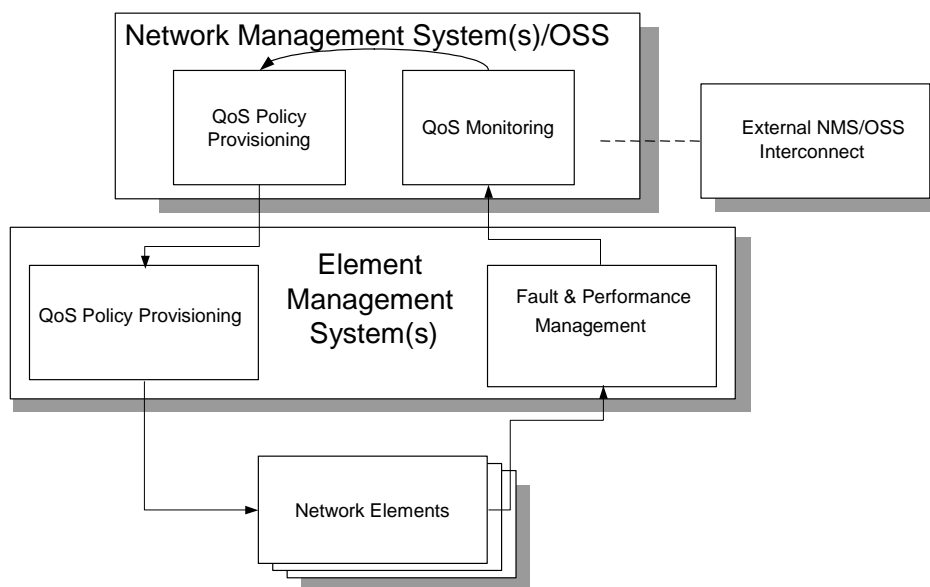 Network Management System(s)/OSS
QoS Policy
Provisioning
QoS Monitoring
External NMS/OSS
Interconnect
Element
Management
System(s)
QoS Policy Provisioning
Fault & Performance
Management
Network Elements